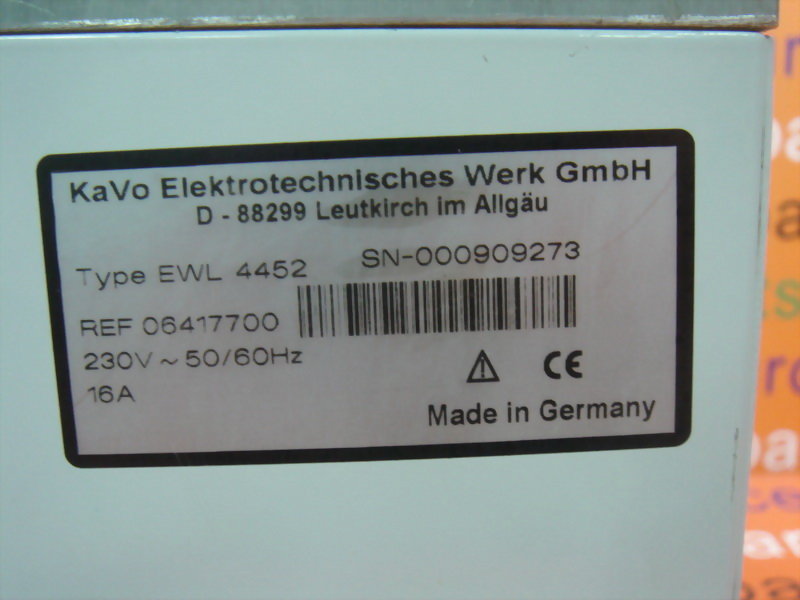 KaVo Elektrotechnisches Werk GmbH
D - 88299 Leutkirch im Allgäu
Type EWL 4452 SN-000909273
REF 06417700
230V ~ 50/60Hz
16A
CE
Made in Germany